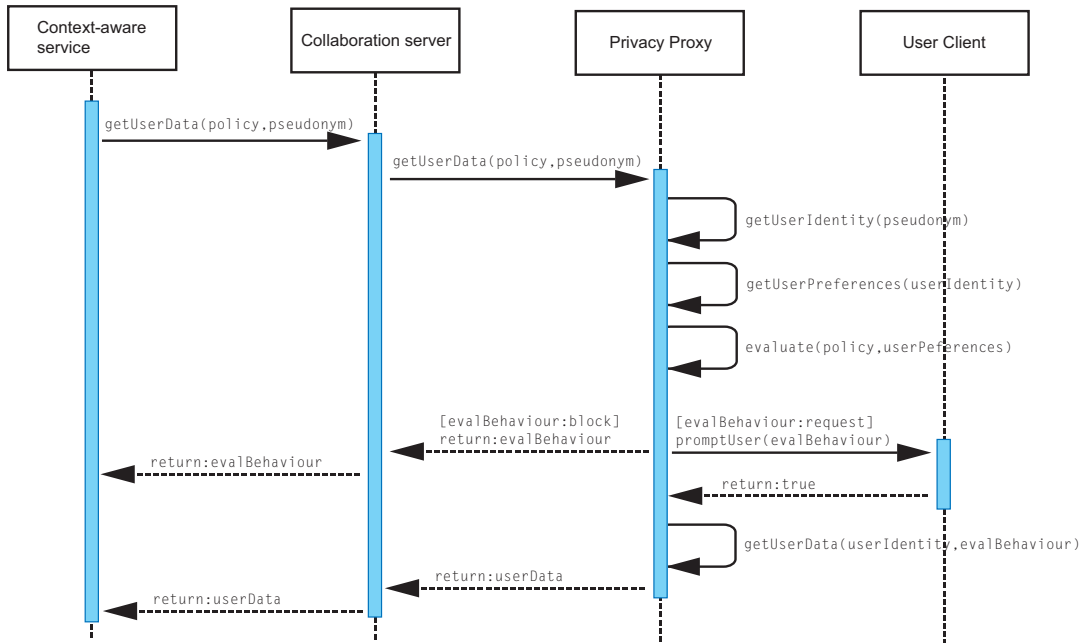 Context-aware
service
Collaboration server
Privacy Proxy
User Client
getUserData(policy,pseudonym)
getUserData(policy,pseudonym)
getUserIdentity(pseudonym)
getUserPreferences(userIdentity)
evaluate(policy,userPeferences)
[evalBehaviour:block]
return:evalBehaviour
[evalBehaviour:request]
promptUser(evalBehaviour)
return:evalBehaviour
return:true
getUserData(userIdentity,evalBehaviour)
return:userData
return:userData